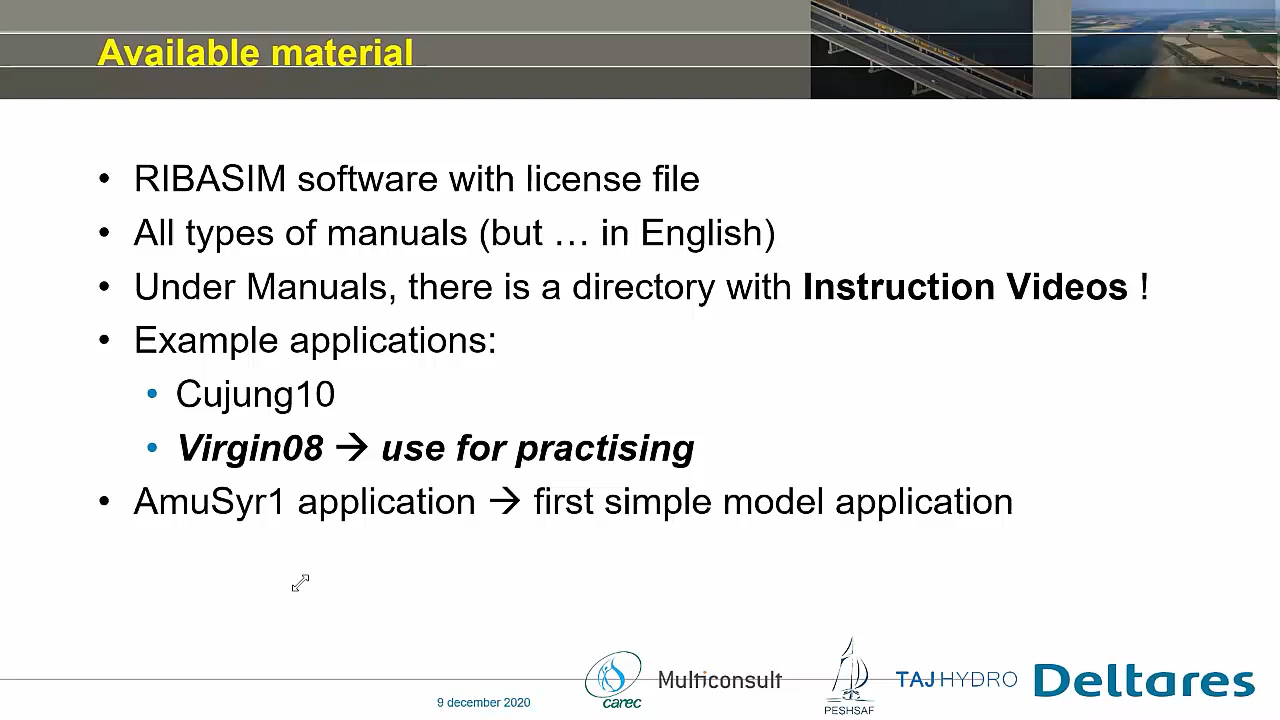 Available material
• RIBASIM software with license file
• All types of manuals (but … in English)
• Under Manuals, there is a directory with Instruction Videos !
• Example applications:
• Cujung10
• Virgin08 → use for practising
• AmuSyr1 application → first simple model application
9 december 2020
carec
Multiconsult
PESHSAF
TAJHYDRO
Deltares